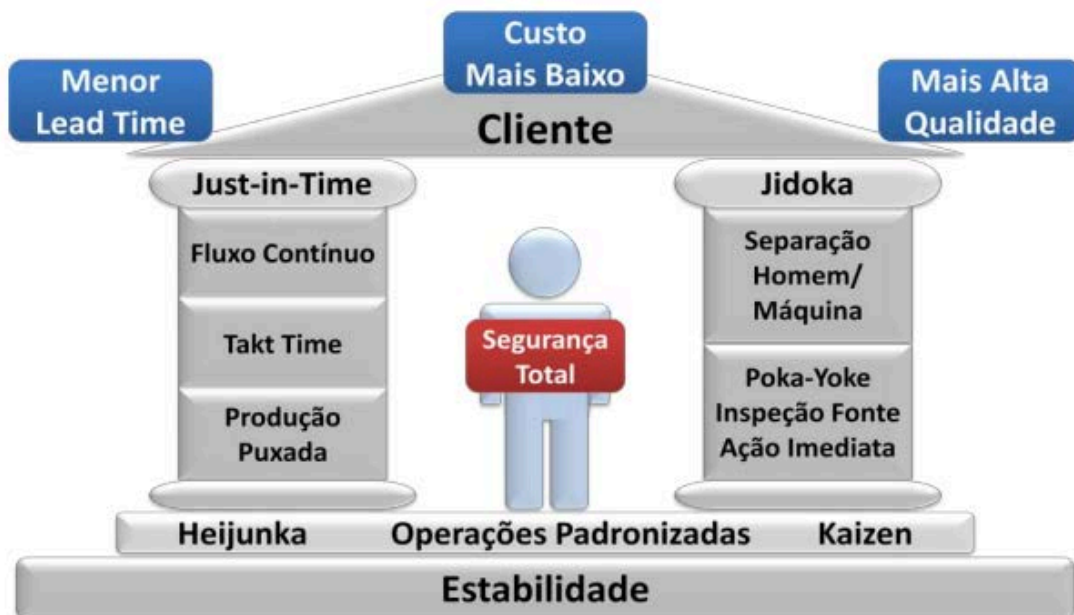 Custo
Mais Baixo
Menor
Lead Time
Mais Alta
Qualidade
Cliente
Just-in-Time
Fluxo Contínuo
Takt Time
Produção
Puxada
Segurança
Total
Jidoka
Separação
Homem/
Máquina
Poka-Yoke
Inspeção Fonte
Ação Imediata
Heijunka
Operações Padronizadas
Kaizen
Estabilidade